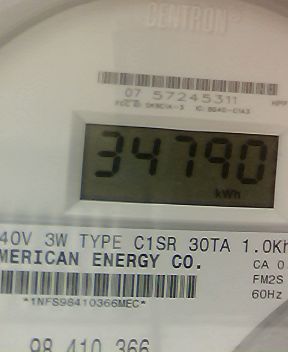 CENTRON
07 57245311
34790
kWh
40V 3W TYPE C1SR 30TA 1.0Kh
MERICAN ENERGY CO.
CA 0.
FM2S
60Hz
*1NFS98410366MEC*
98 410 366